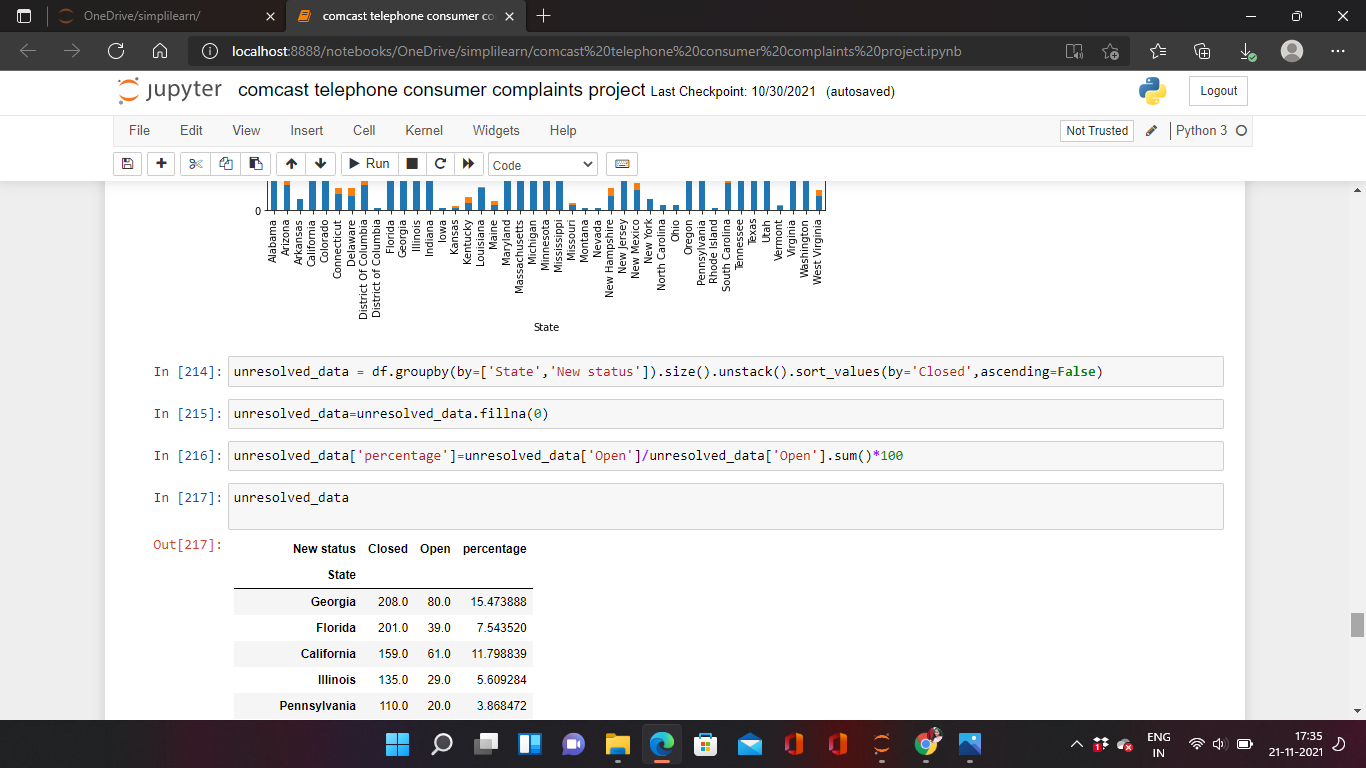 OneDrive/simplilearn/
comcast telephone consumer co
localhost:8888/notebooks/OneDrive/simplilearn/comcast%20telephone%20consumer%20complaints%20project.ipynb
jupyter comcast telephone consumer complaints project Last Checkpoint: 10/30/2021 (autosaved)
Logout
File Edit View Insert Cell Kernel Widgets Help
Not Trusted
Python 3
Run
Code
0
Alabama
Arizona
Arkansas
California
Colorado
Connecticut
Delaware
District Of Columbia
District of Columbia
Florida
Georgia
Illinois
Indiana
Iowa
Kansas
Kentucky
Louisiana
Maine
Maryland
Massachusetts
Michigan
Minnesota
Mississippi
Missouri
Montana
Nevada
New Hampshire
New Jersey
New Mexico
New York
North Carolina
Ohio
Oregon
Pennsylvania
Rhode Island
South Carolina
Tennessee
Texas
Utah
Vermont
Virginia
Washington
West Virginia
State
In [214]: unresolved_data = df.groupby(by=['State','New status']).size().unstack().sort_values(by='Closed',ascending=False)
In [215]: unresolved_data=unresolved_data.fillna(0)
In [216]: unresolved_data['percentage']=unresolved_data['Open']/unresolved_data['Open'].sum()*100
In [217]: unresolved_data
Out[217]:
New status Closed Open percentage
State
Georgia 208.0 80.0 15.473888
Florida 201.0 39.0 7.543520
California 159.0 61.0 11.798839
Illinois 135.0 29.0 5.609284
Pennsylvania 110.0 20.0 3.868472
1
ENG
IN
17:35
21-11-2021